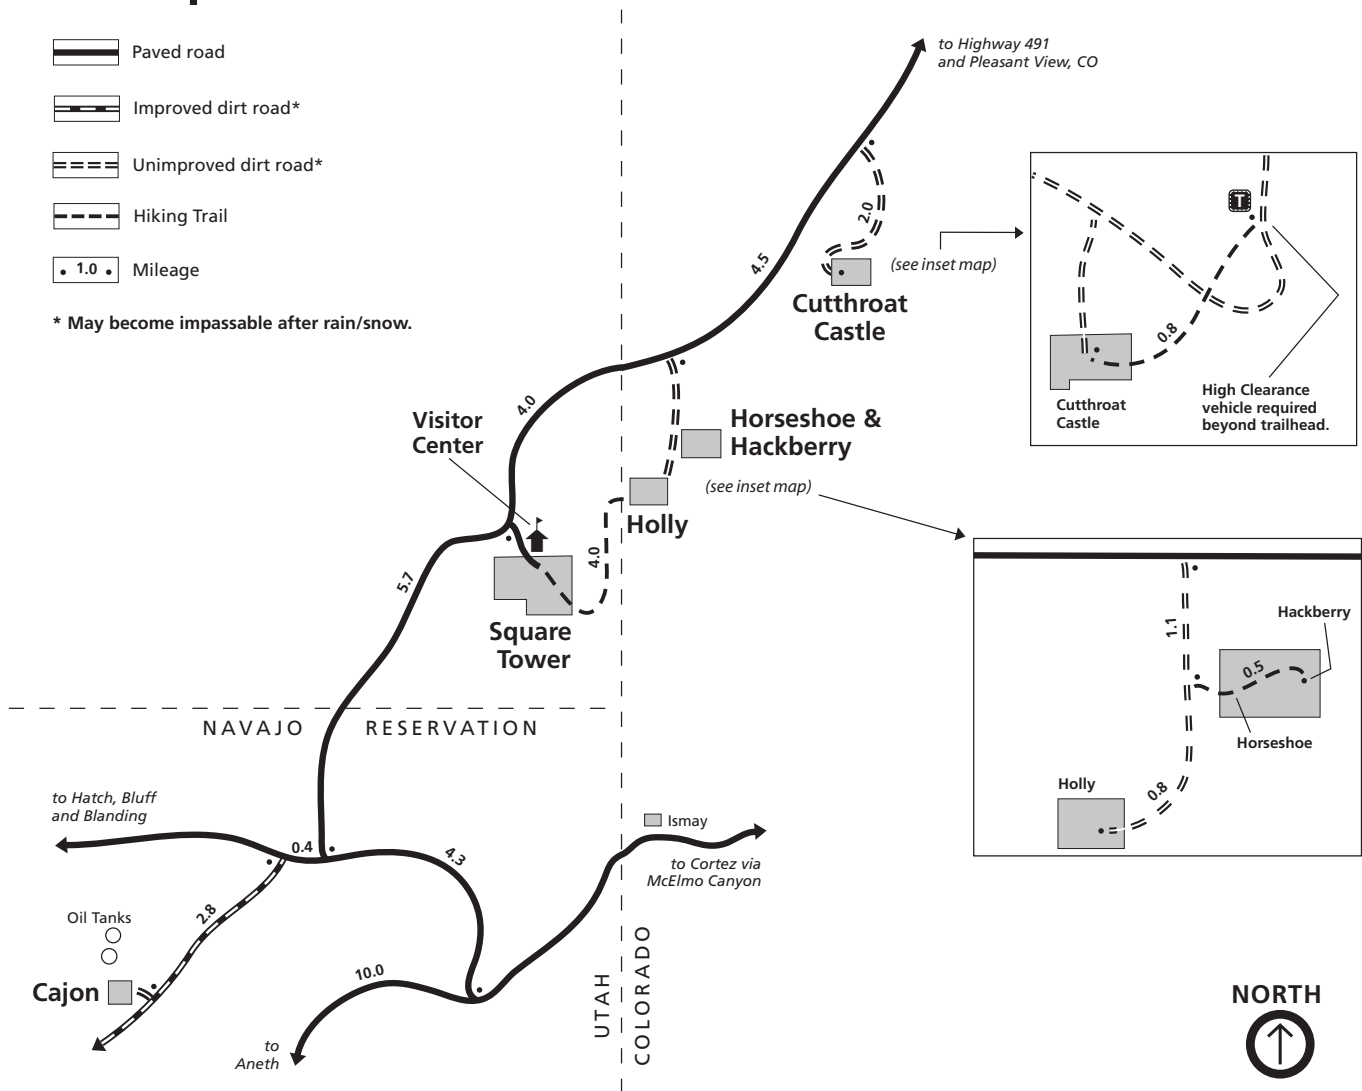 Paved road
Improved dirt road*
Unimproved dirt road*
Hiking Trail
1.0
Mileage
* May become impassable after rain/snow.
to Highway 491
and Pleasant View, CO
2.0
(see inset map)
4.5
Cutthroat
Castle
T
0.8
Cutthroat
Castle
High Clearance
vehicle required
beyond trailhead.
4.0
Visitor
Center
Horseshoe &
Hackberry
(see inset map)
Holly
4.0
5.7
Square
Tower
1.1
Hackberry
0.5
Horseshoe
Holly
0.8
NAVAJO
RESERVATION
to Hatch, Bluff
and Blanding
0.4
4.3
Ismay
to Cortez via
McElmo Canyon
2.8
Oil Tanks
Cajon
10.0
to
Aneth
UTAH
COLORADO
NORTH